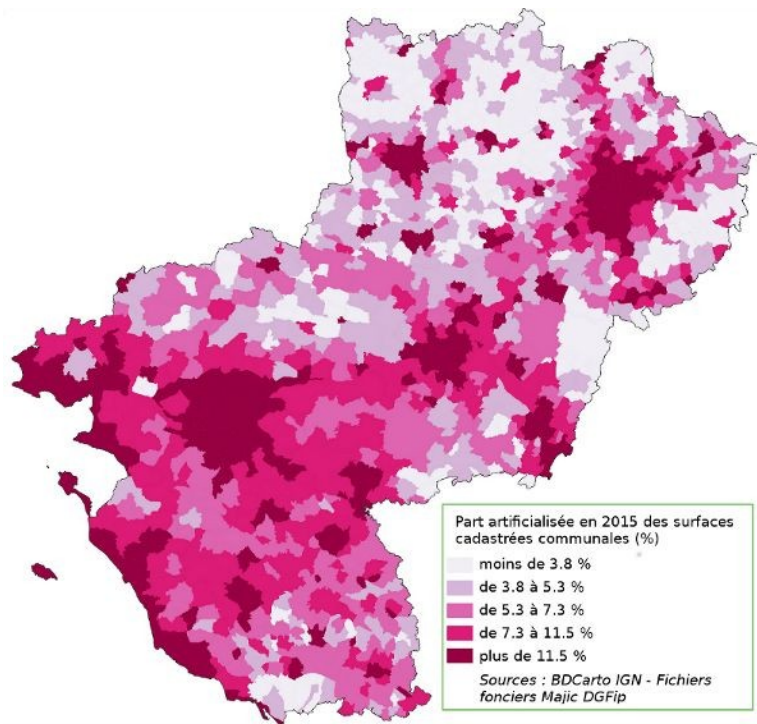 Part artificialisée en 2015 des surfaces
cadastrées communales (%)
moins de 3.8 %
de 3.8 à 5.3 %
de 5.3 à 7.3 %
de 7.3 à 11.5 %
plus de 11.5 %
Sources : BDCarto IGN - Fichiers
fonciers Majic DGFip